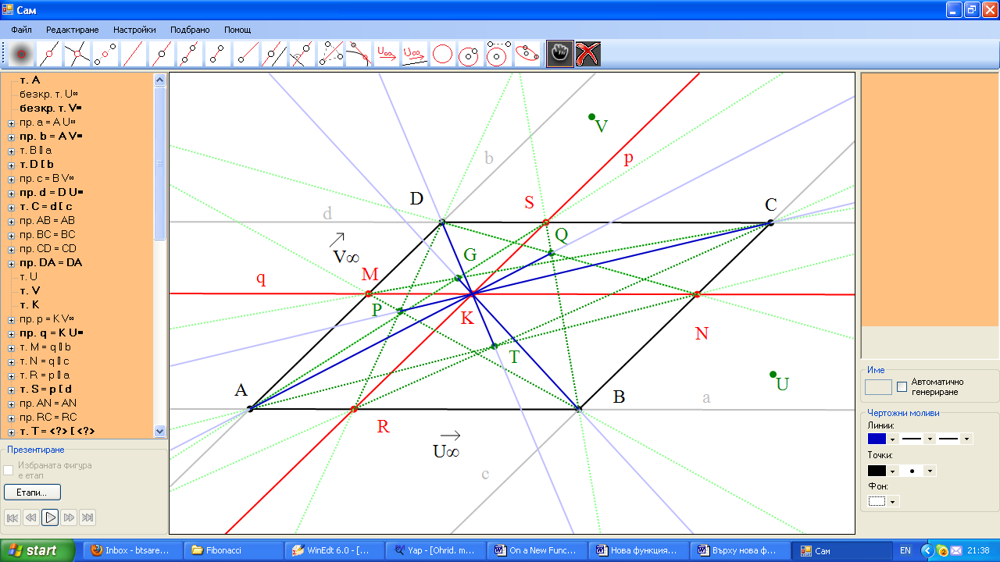 Сам
Файл Редактиране Настройки Подбрано Помощ
U∞ U∞
т. A
безкр. т. U∞
безкр. т. V∞
пр. a = A U∞
пр. b = A V∞
т. B
a
т. D
b
пр. c = B V∞
пр. d = D U∞
т. C = d
c
пр. AB = AB
пр. BC = BC
пр. CD = CD
пр. DA = DA
т. U
т. V
т. K
пр. p = K V∞
пр. q = K U∞
т. M = q
b
т. N = q
c
т. R = p
a
т. S = p
d
пр. AN = AN
пр. RC = RC
т. T = <?>
<?>
Презентиране
Избраната фигура
е етап
Етапи...
V
b
p
D
S
C
d
Q
V∞
G
q
M
P
K
N
T
U
A
B
a
R
U∞
c
Име
Автоматично
генериране
Чертожни моливи
Линии:
Точки:
Фон:
start
Inbox - btsare...
Fibonacci
WinEdt 6.0 - [...
Yap - [Ohrid. m...
On a New Func...
Нова функция...
Върху нова ф...
Сам
EN
21:38